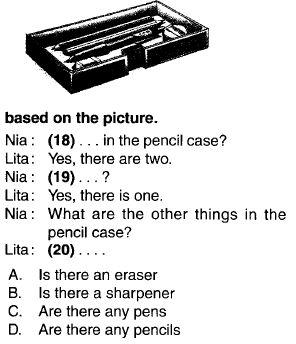 based on the picture.
Nia : (18) . . . in the pencil case?
Lita : Yes, there are two.
Nia : (19) . . . ?
Lita : Yes, there is one.
Nia : What are the other things in the
pencil case?
Lita : (20) . . . .
A. Is there an eraser
B. Is there a sharpener
C. Are there any pens
D. Are there any pencils